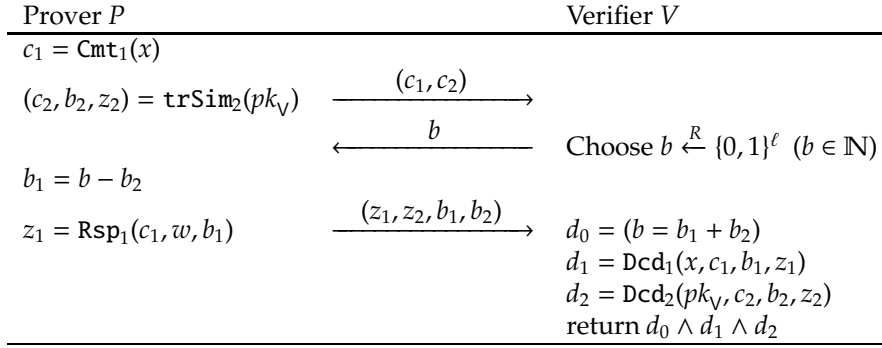 Prover P Verifier V
c₁ = Cmt₁(x)
(c₂, b₂, z₂) = trSim₂(pk_V) (c₁, c₂)
b Choose b ←ᴿ {0, 1}^ℓ (b ∈ ℕ)
b₁ = b − b₂
z₁ = Rsp₁(c₁, w, b₁) (z₁, z₂, b₁, b₂) d₀ = (b = b₁ + b₂)
d₁ = Dcd₁(x, c₁, b₁, z₁)
d₂ = Dcd₂(pk_V, c₂, b₂, z₂)
return d₀ ∧ d₁ ∧ d₂